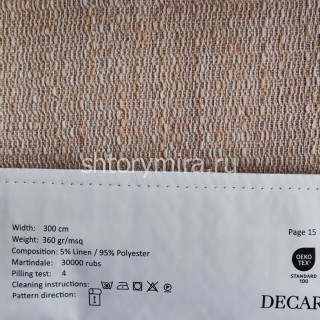 shtorymira.ru
Width: 300 cm
Weight: 360 gr/msq
Composition: 5% Linen / 95% Polyester
Martindale: 30000 rubs
Pilling test: 4
Cleaning instructions:
Pattern direction:
Page 15
OEKO
TEX®
STANDARD
100
DECAR